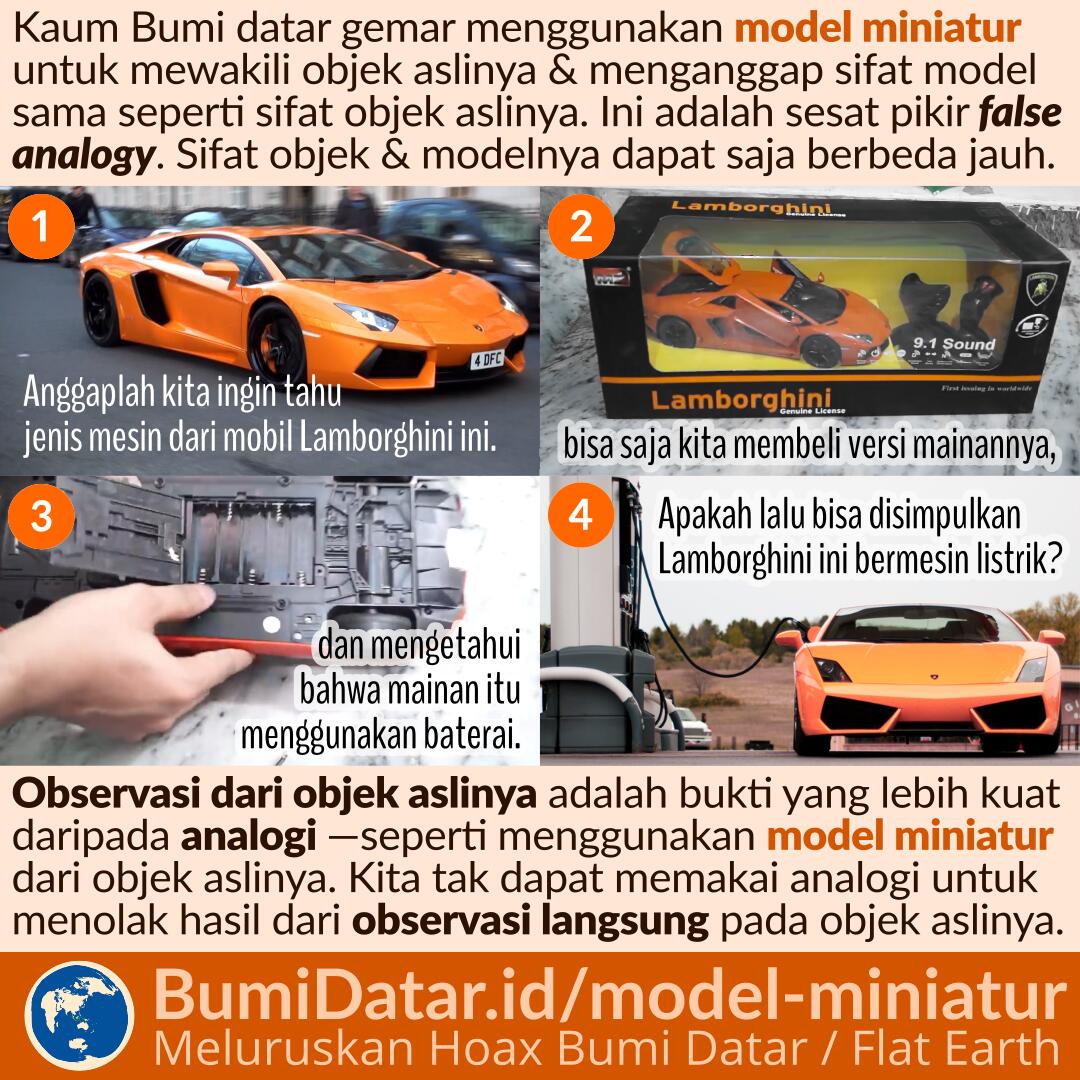 Kaum Bumi datar gemar menggunakan model miniatur
untuk mewakili objek aslinya & menganggap sifat model
sama seperti sifat objek aslinya. Ini adalah sesat pikir false
analogy. Sifat objek & modelnya dapat saja berbeda jauh.
1
4 DFC
Anggaplah kita ingin tahu
jenis mesin dari mobil Lamborghini ini.
2
Lamborghini
Genuine License
9.1 Sound
First issuing in worldwide
Lamborghini
Genuine License
bisa saja kita membeli versi mainannya,
3
dan mengetahui
bahwa mainan itu
menggunakan baterai.
4
Apakah lalu bisa disimpulkan
Lamborghini ini bermesin listrik?
Observasi dari objek aslinya adalah bukti yang lebih kuat
daripada analogi —seperti menggunakan model miniatur
dari objek aslinya. Kita tak dapat memakai analogi untuk
menolak hasil dari observasi langsung pada objek aslinya.
BumiDatar.id/model-miniatur
Meluruskan Hoax Bumi Datar / Flat Earth